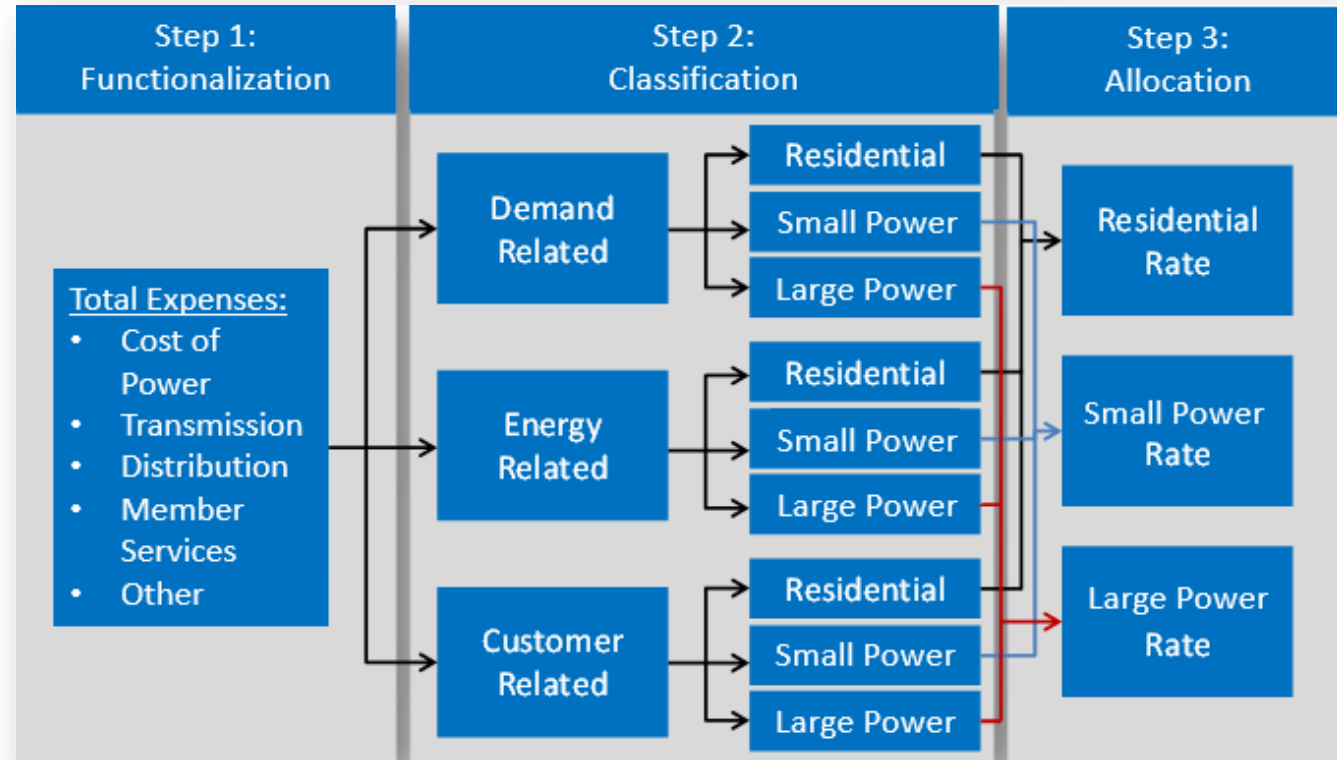 Step 1:
Functionalization
Step 2:
Classification
Step 3:
Allocation
Total Expenses:
• Cost of
Power
• Transmission
• Distribution
• Member
Services
• Other
Demand
Related
Residential
Small Power
Large Power
Energy
Related
Residential
Small Power
Large Power
Customer
Related
Residential
Small Power
Large Power
Residential
Rate
Small Power
Rate
Large Power
Rate